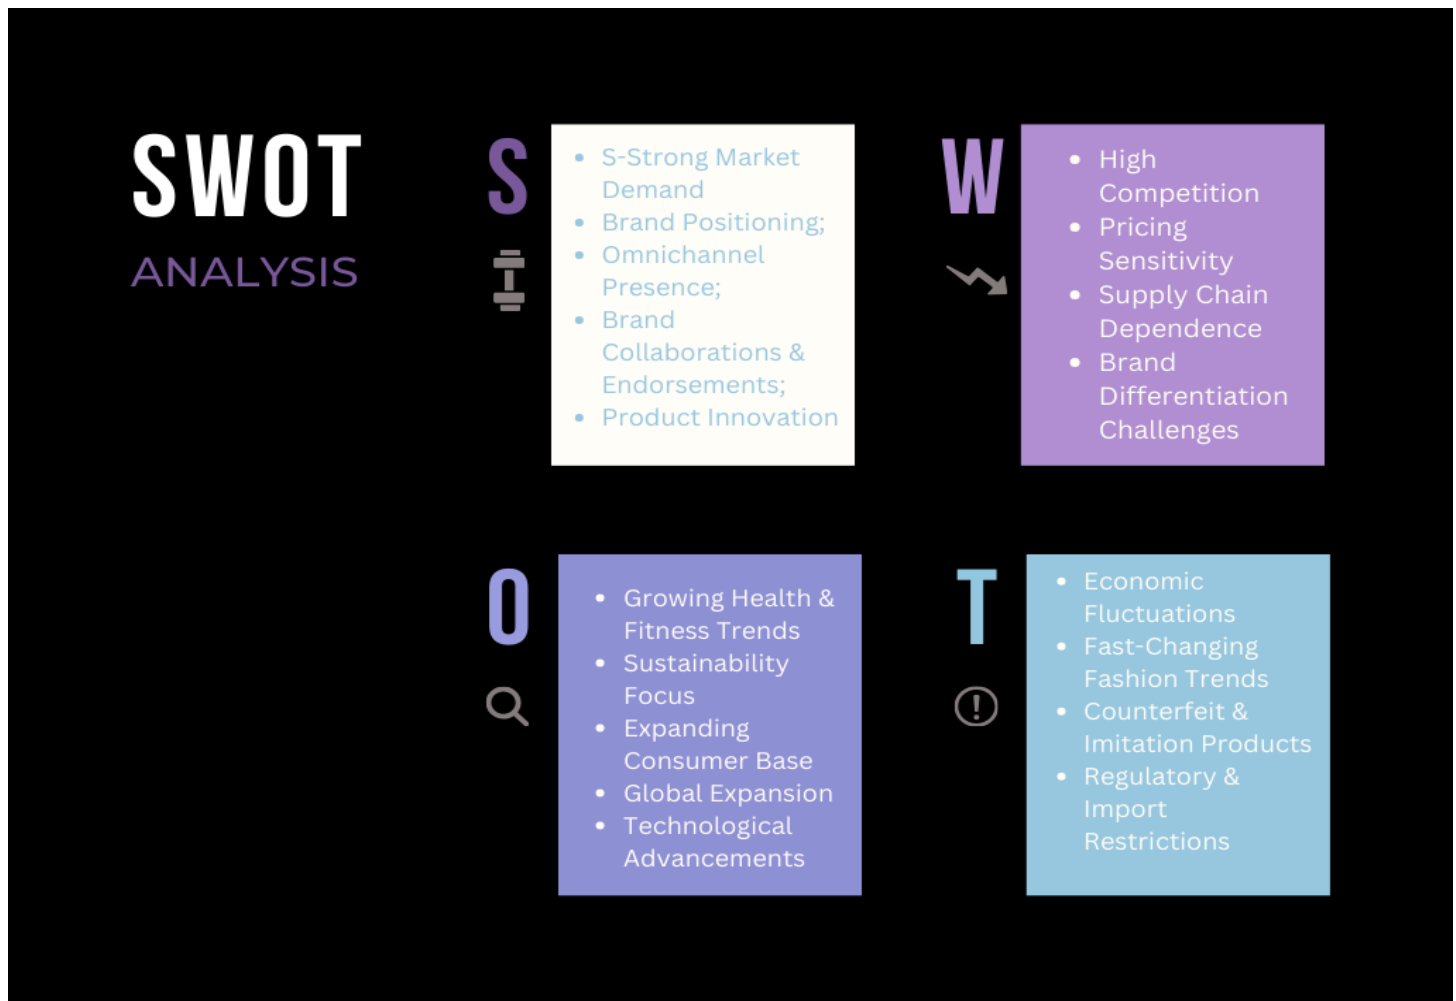 SWOT
ANALYSIS
S
• S-Strong Market
Demand
• Brand Positioning;
• Omnichannel
Presence;
• Brand
Collaborations &
Endorsements;
• Product Innovation
W
• High
Competition
• Pricing
Sensitivity
• Supply Chain
Dependence
• Brand
Differentiation
Challenges
O
• Growing Health &
Fitness Trends
• Sustainability
Focus
• Expanding
Consumer Base
• Global Expansion
• Technological
Advancements
T
• Economic
Fluctuations
• Fast-Changing
Fashion Trends
• Counterfeit &
Imitation Products
• Regulatory &
Import
Restrictions